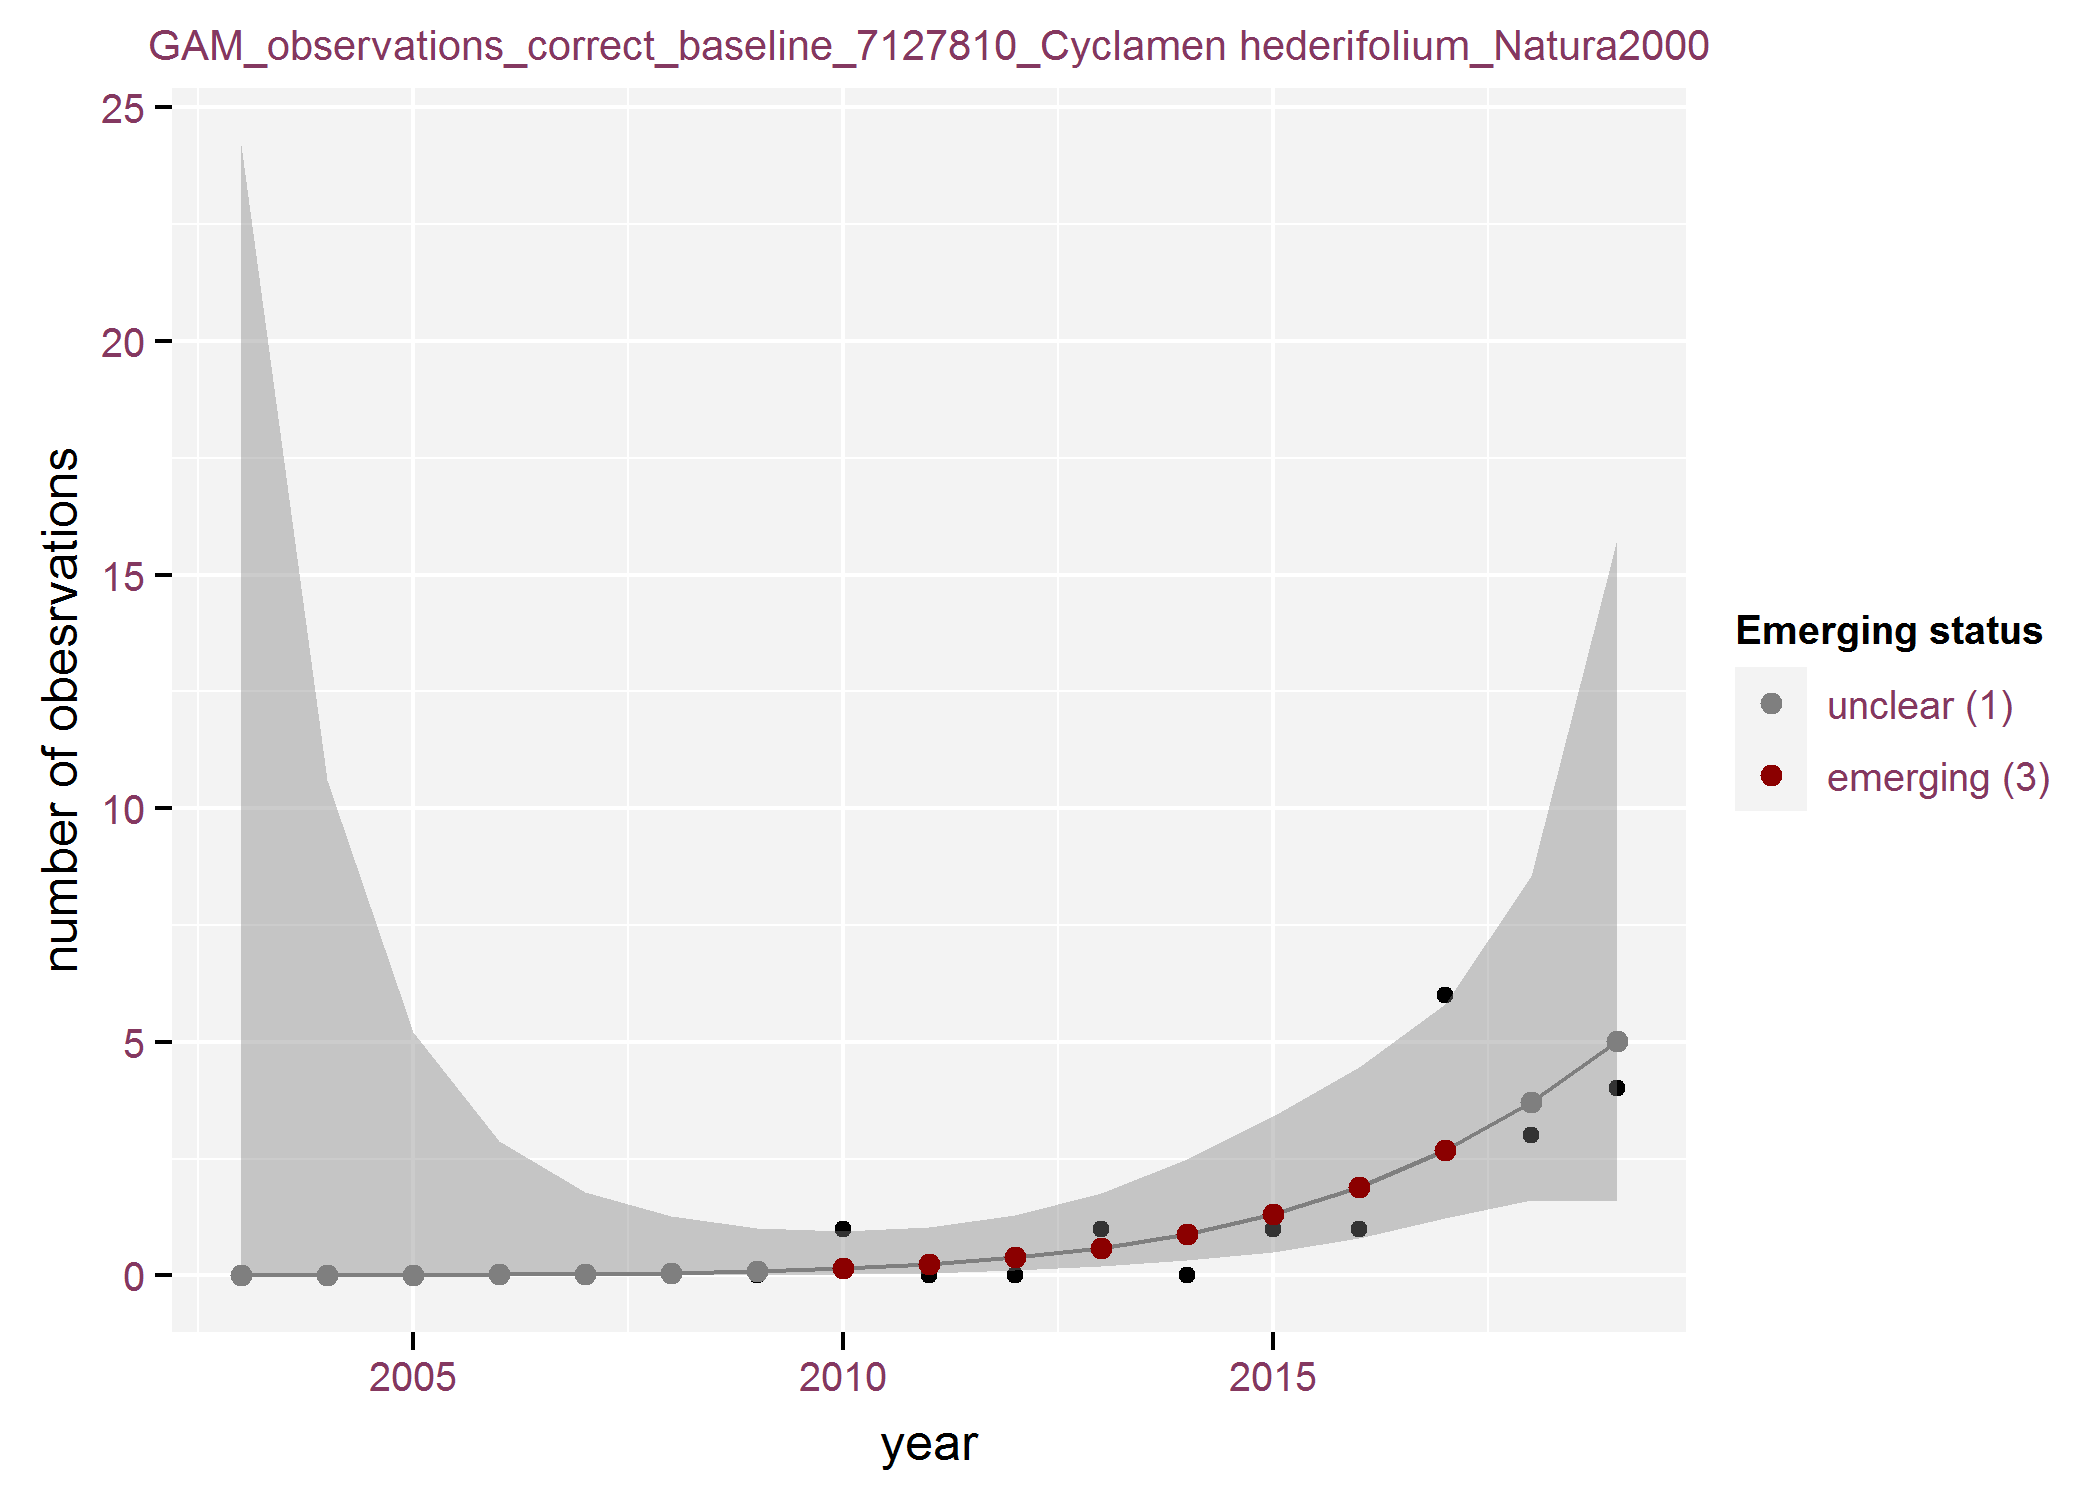 GAM_observations_correct_baseline_7127810_Cyclamen hederifolium_Natura2000
number of obesrvations
25
20
15
10
5
0
2005 2010 2015
year
Emerging status
unclear (1)
emerging (3)